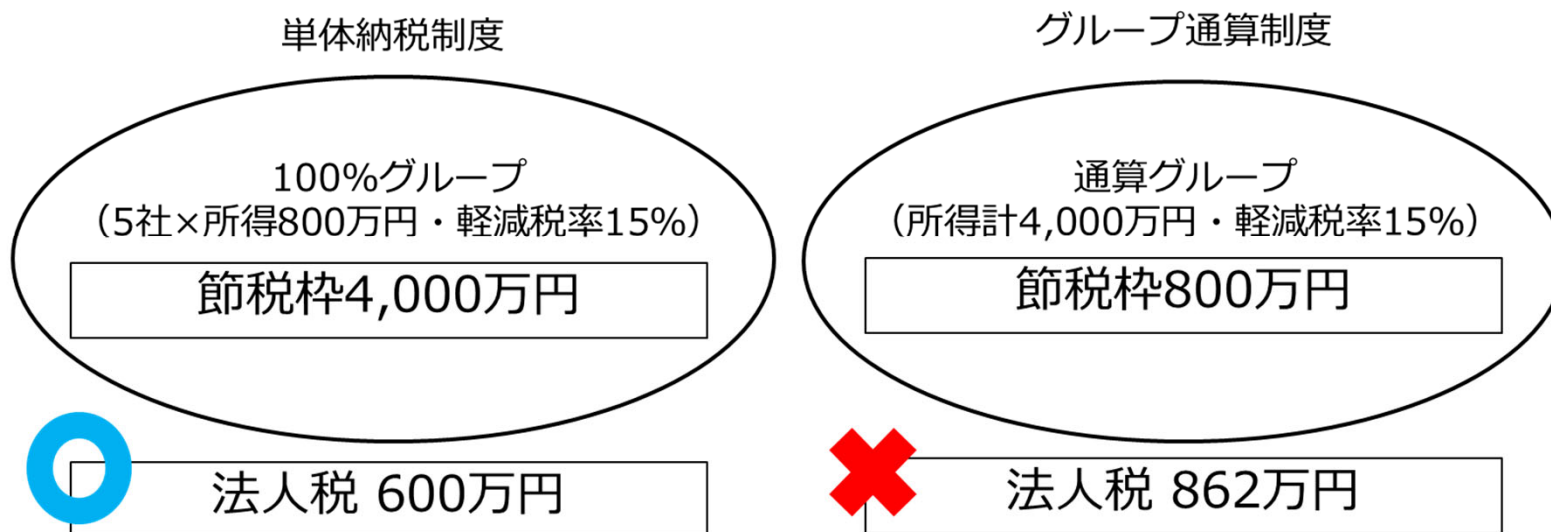 単体納税制度
100%グループ
（5社×所得800万円・軽減税率15%）
節税枠4,000万円
法人税 600万円
グループ通算制度
通算グループ
（所得計4,000万円・軽減税率15%）
節税枠800万円
法人税 862万円